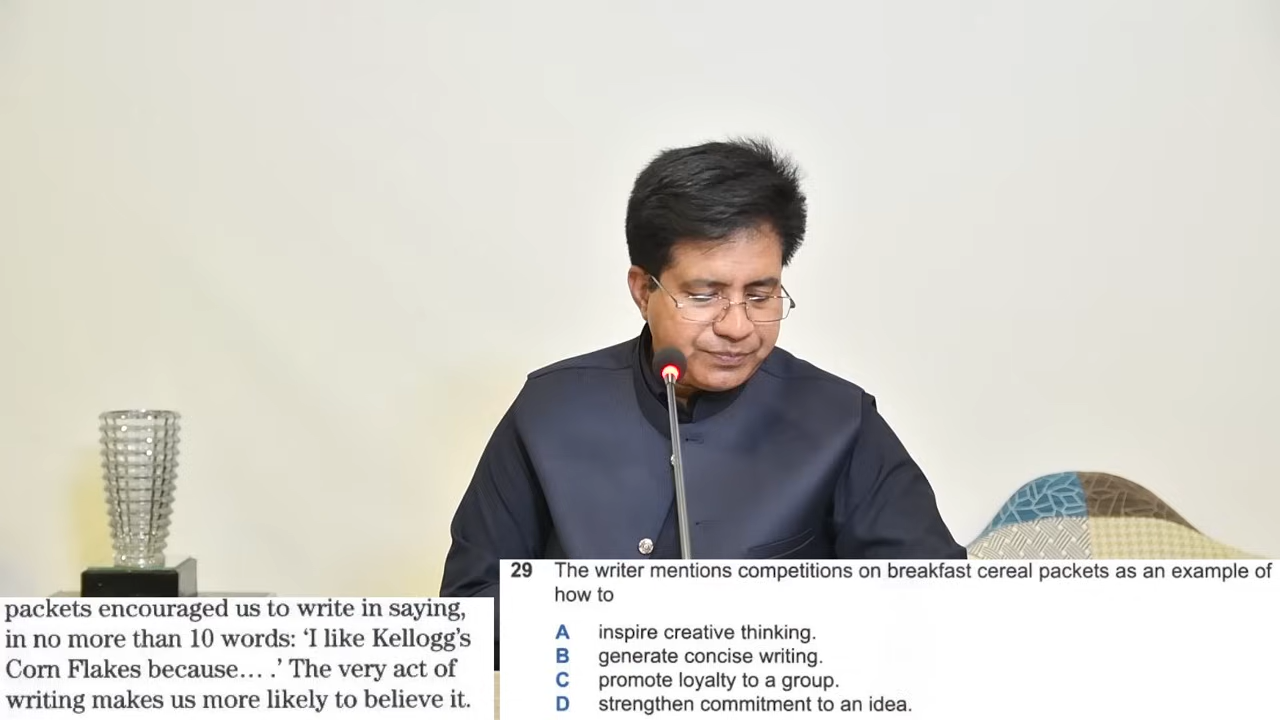 packets encouraged us to write in saying,
in no more than 10 words: ‘I like Kellogg’s
Corn Flakes because... .’ The very act of
writing makes us more likely to believe it.
29 The writer mentions competitions on breakfast cereal packets as an example of
how to
A inspire creative thinking.
B generate concise writing.
C promote loyalty to a group.
D strengthen commitment to an idea.